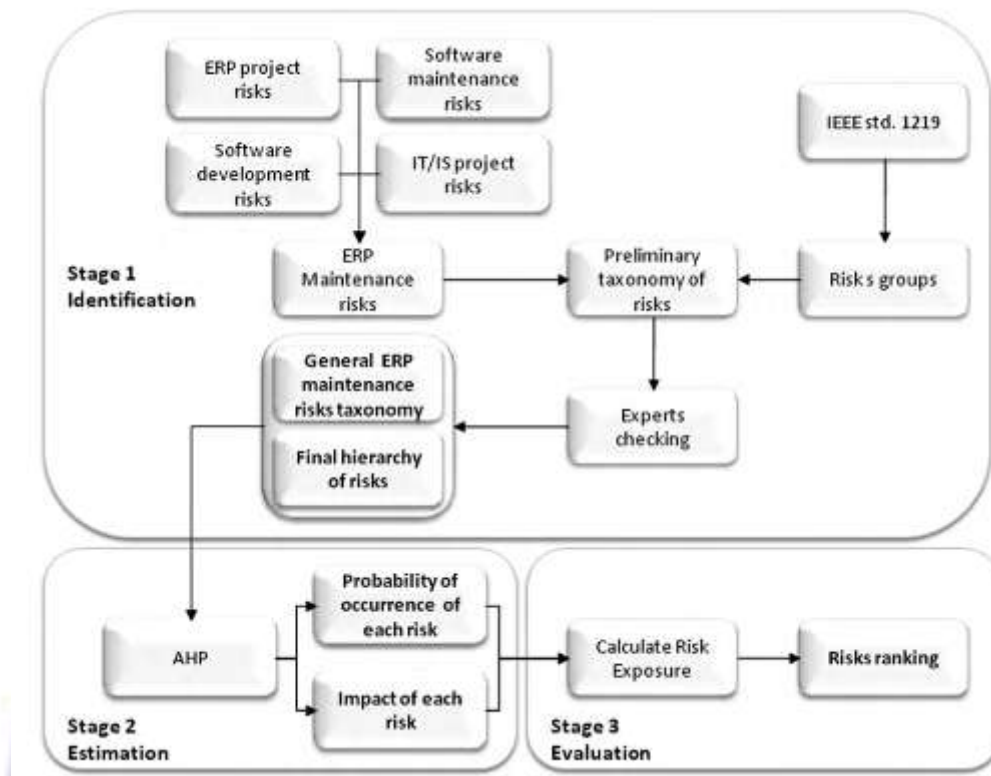 ERP project
risks
Software
maintenance
risks
IEEE std. 1219
Software
development
risks
IT/IS project
risks
Stage 1
Identification
ERP
Maintenance
risks
Preliminary
taxonomy of
risks
Risks groups
General ERP
maintenance
risks taxonomy
Final hierarchy
of risks
Experts
checking
AHP
Probability of
occurrence of
each risk
Impact of each
risk
Calculate Risk
Exposure
Risks ranking
Stage 2
Estimation
Stage 3
Evaluation